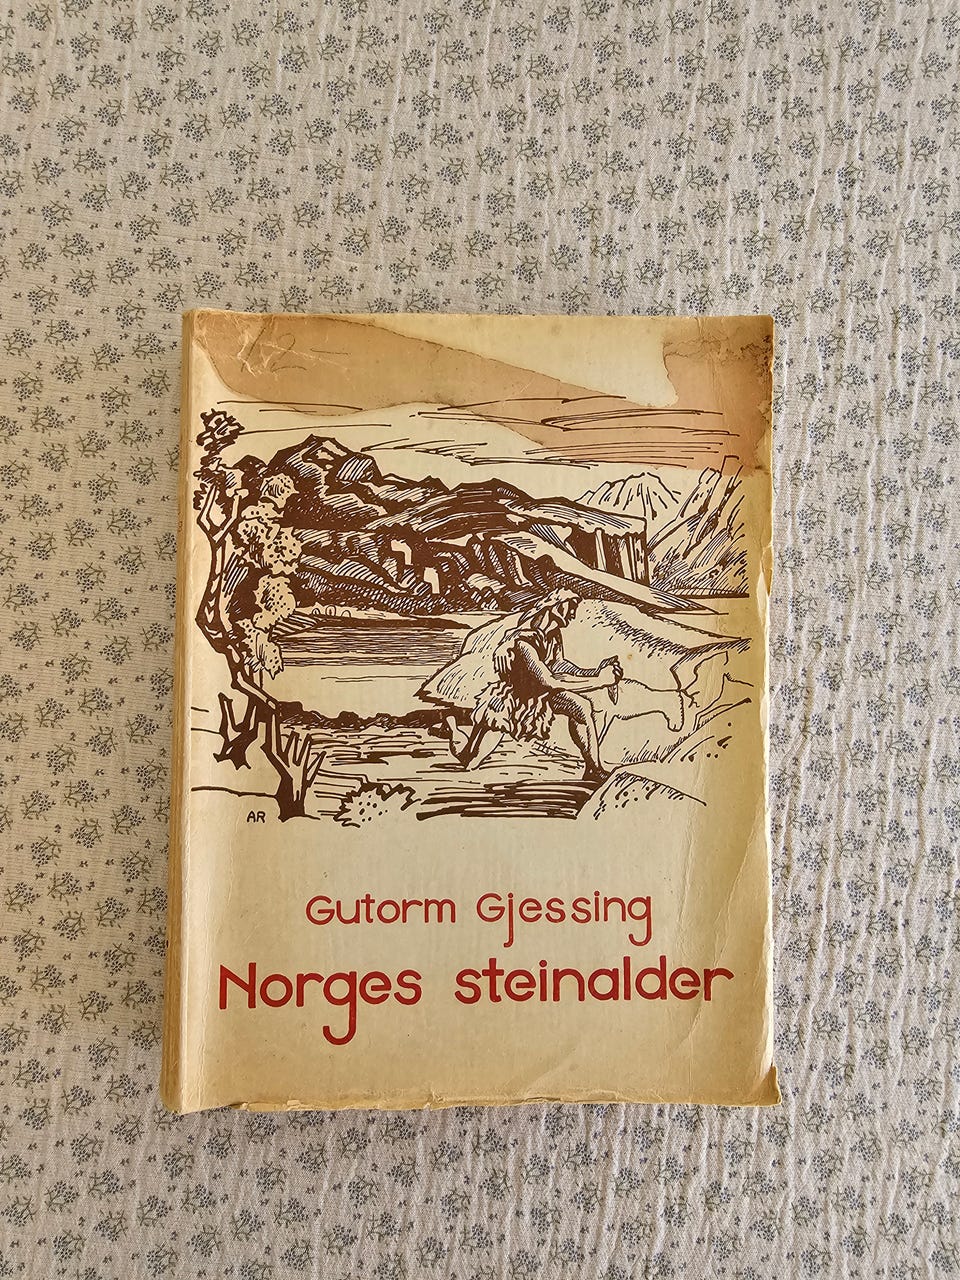 AR
Gutorm Gjessing
Norges steinalder